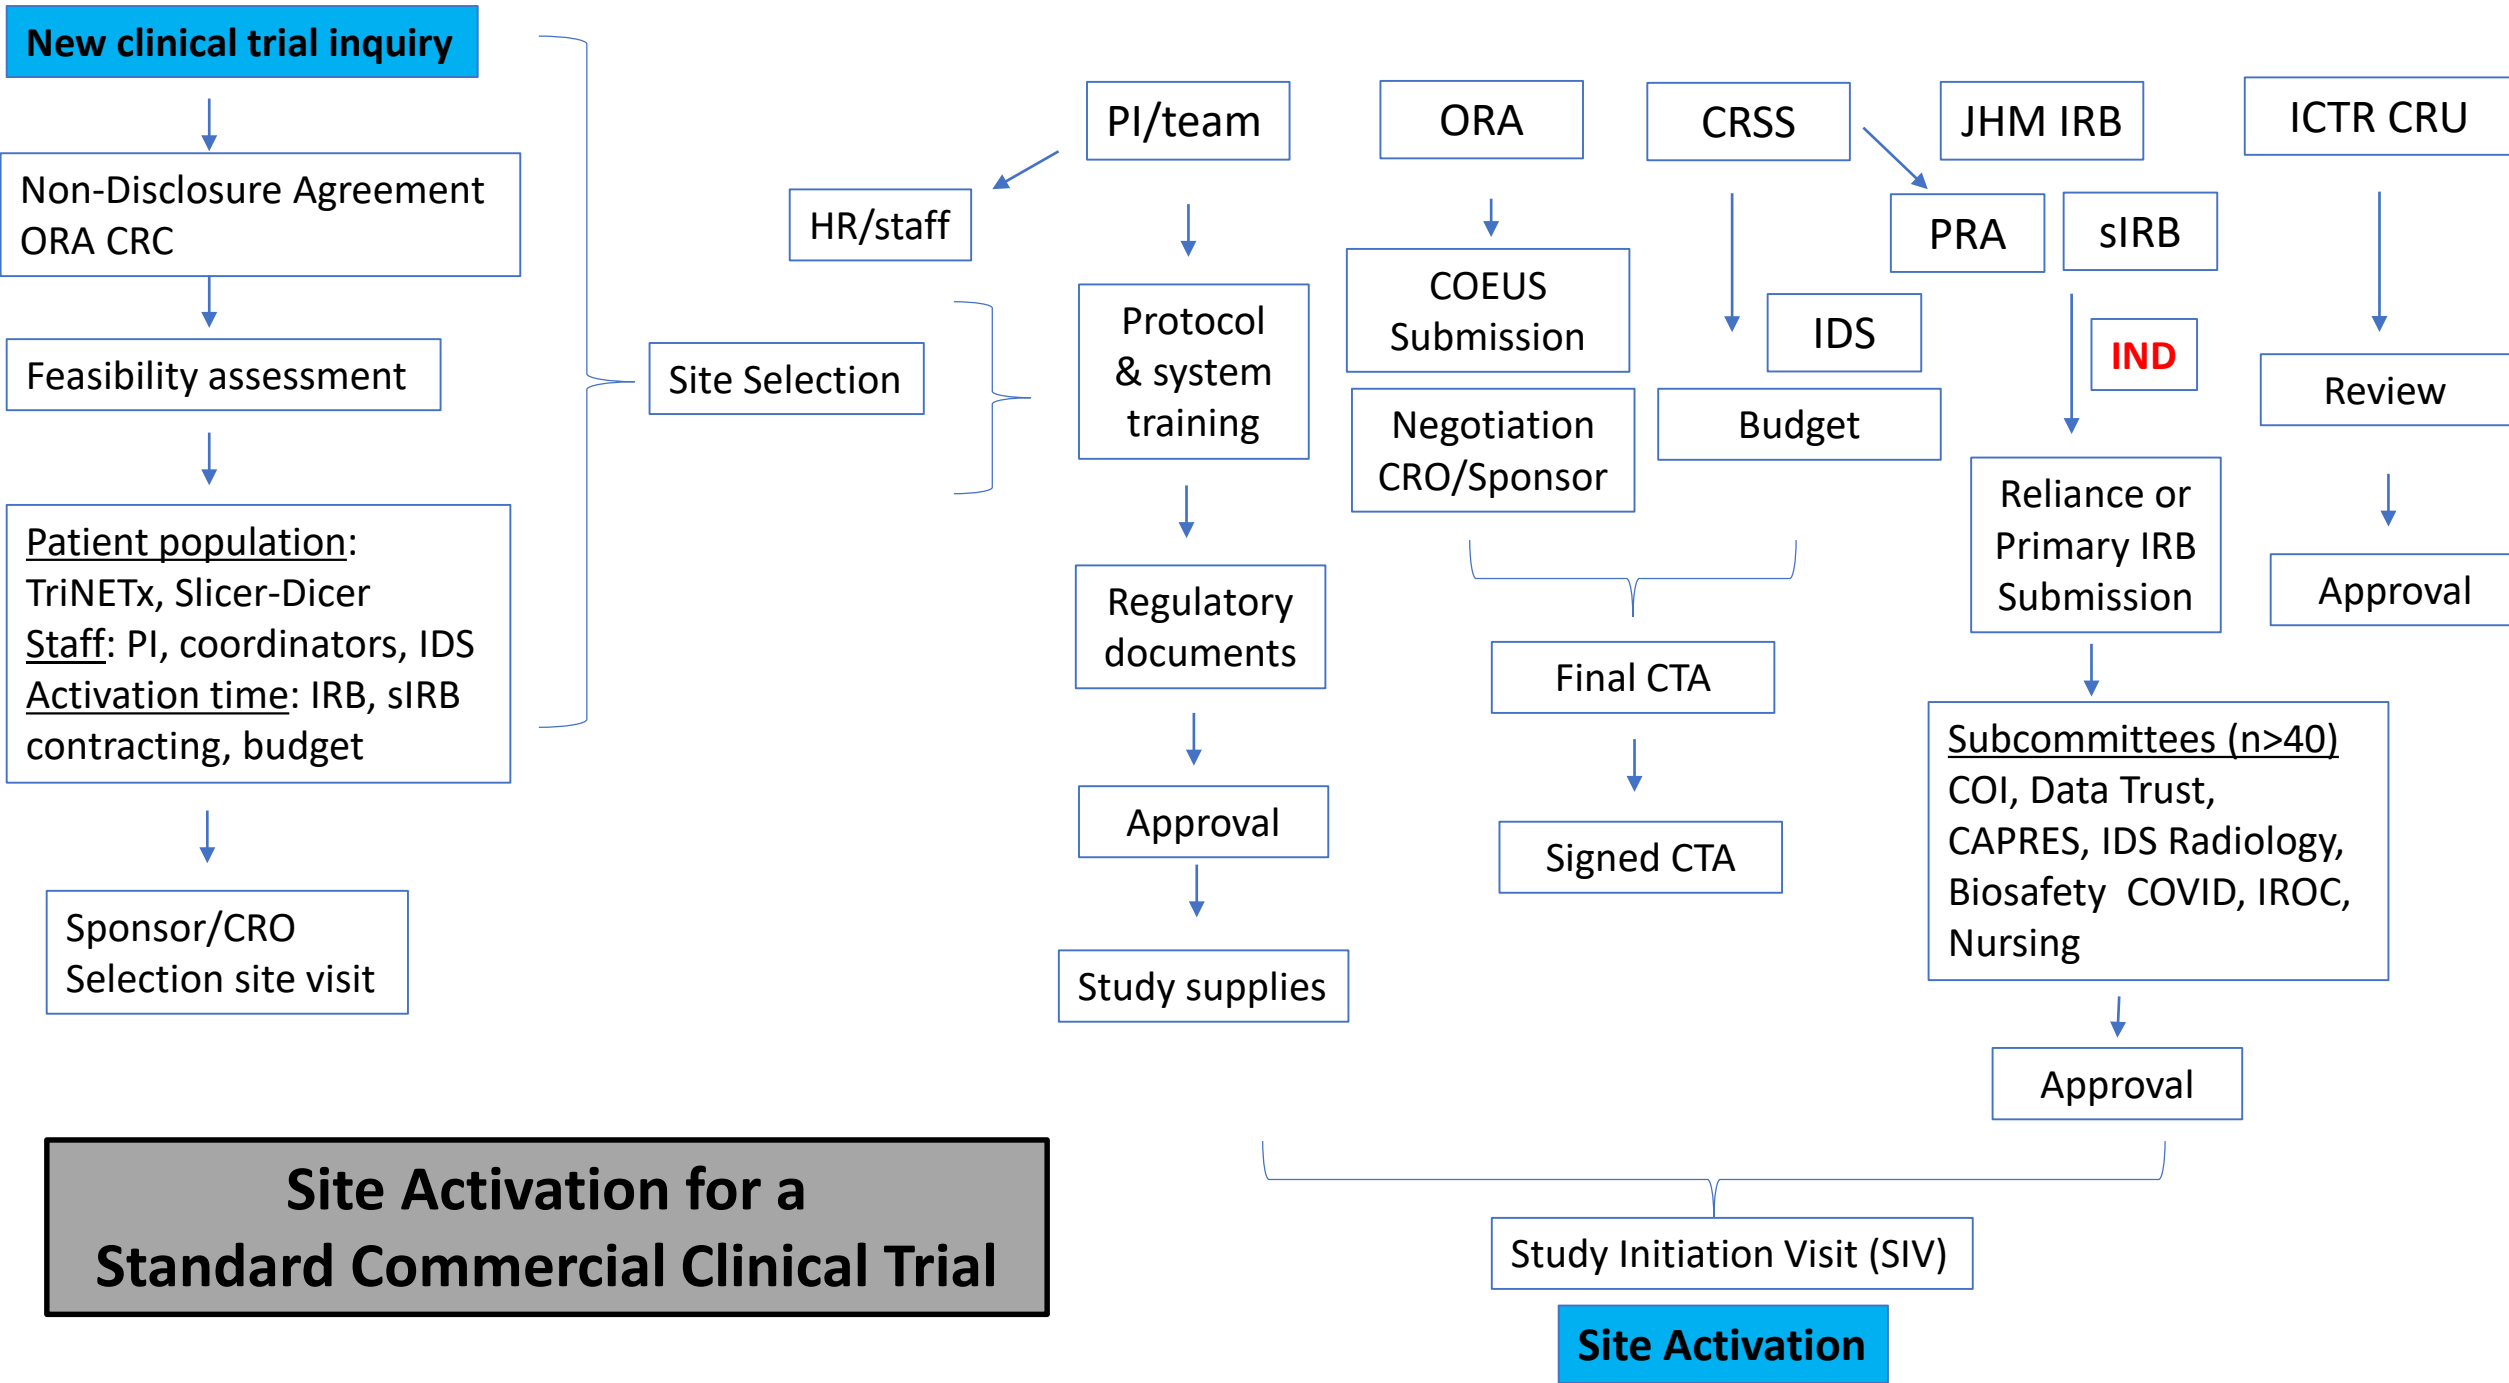 New clinical trial inquiry
Non-Disclosure Agreement
ORA CRC
Feasibility assessment
Patient population:
TriNETx, Slicer-Dicer
Staff: PI, coordinators, IDS
Activation time: IRB, sIRB
contracting, budget
Sponsor/CRO
Selection site visit
Site Selection
PI/team
HR/staff
Protocol
& system
training
Regulatory
documents
Approval
Study supplies
ORA
COEUS
Submission
Negotiation
CRO/Sponsor
CRSS
PRA
IDS
Budget
Final CTA
Signed CTA
JHM IRB
sIRB
IND
Reliance or
Primary IRB
Submission
Subcommittees (n>40)
COI, Data Trust,
CAPRES, IDS Radiology,
Biosafety  COVID, IROC,
Nursing
Approval
ICTR CRU
Review
Approval
Site Activation for a
Standard Commercial Clinical Trial
Study Initiation Visit (SIV)
Site Activation